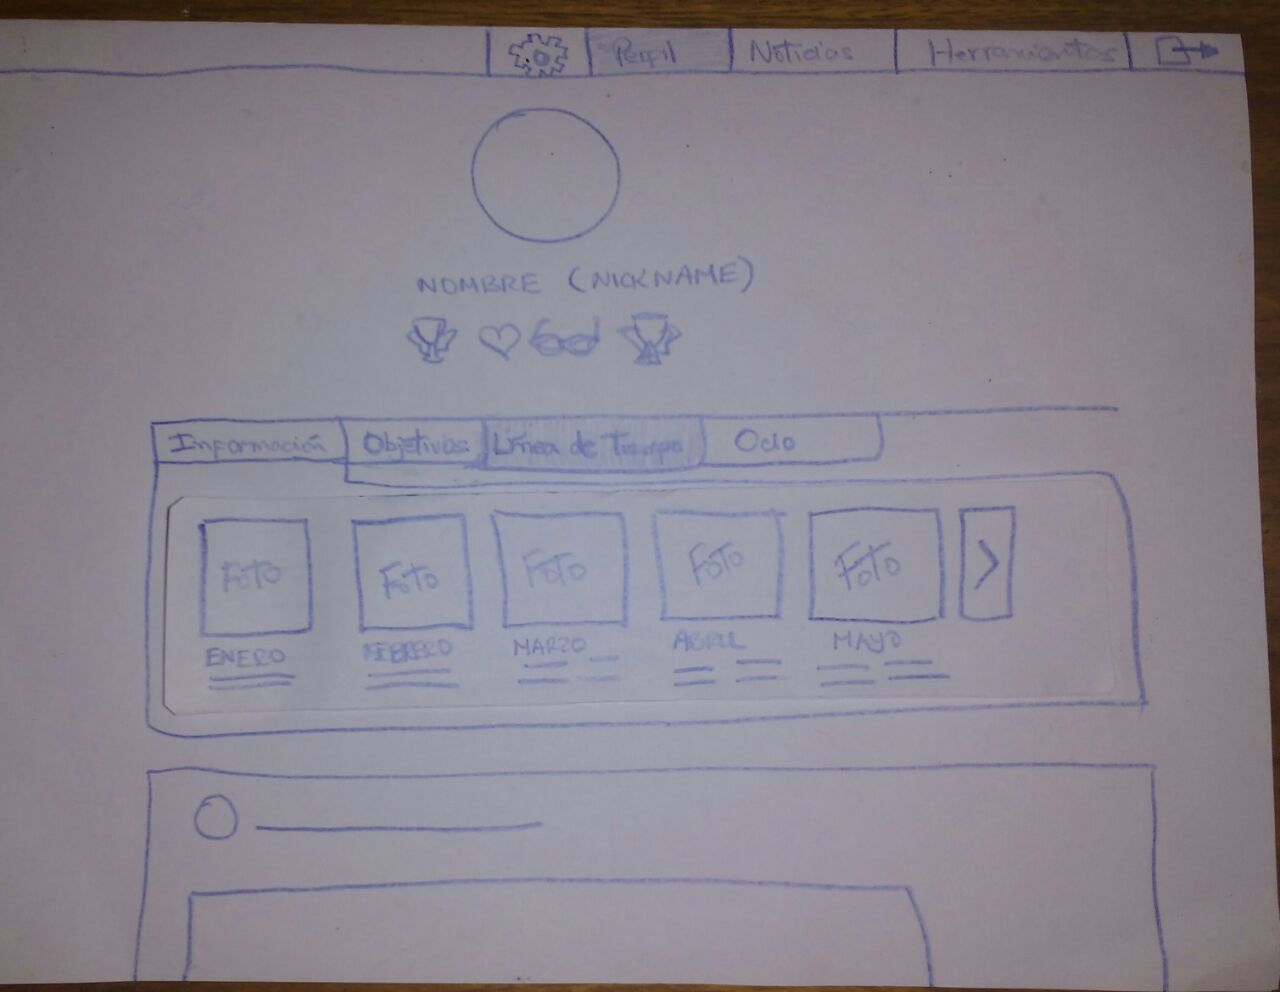 Perfil Noticias Herramientas
NOMBRE (NICKNAME)
Información Objetivos Línea de Tiempo Ocio
Foto Foto Foto Foto Foto >
ENERO FEBRERO MARZO ABRIL MAYO